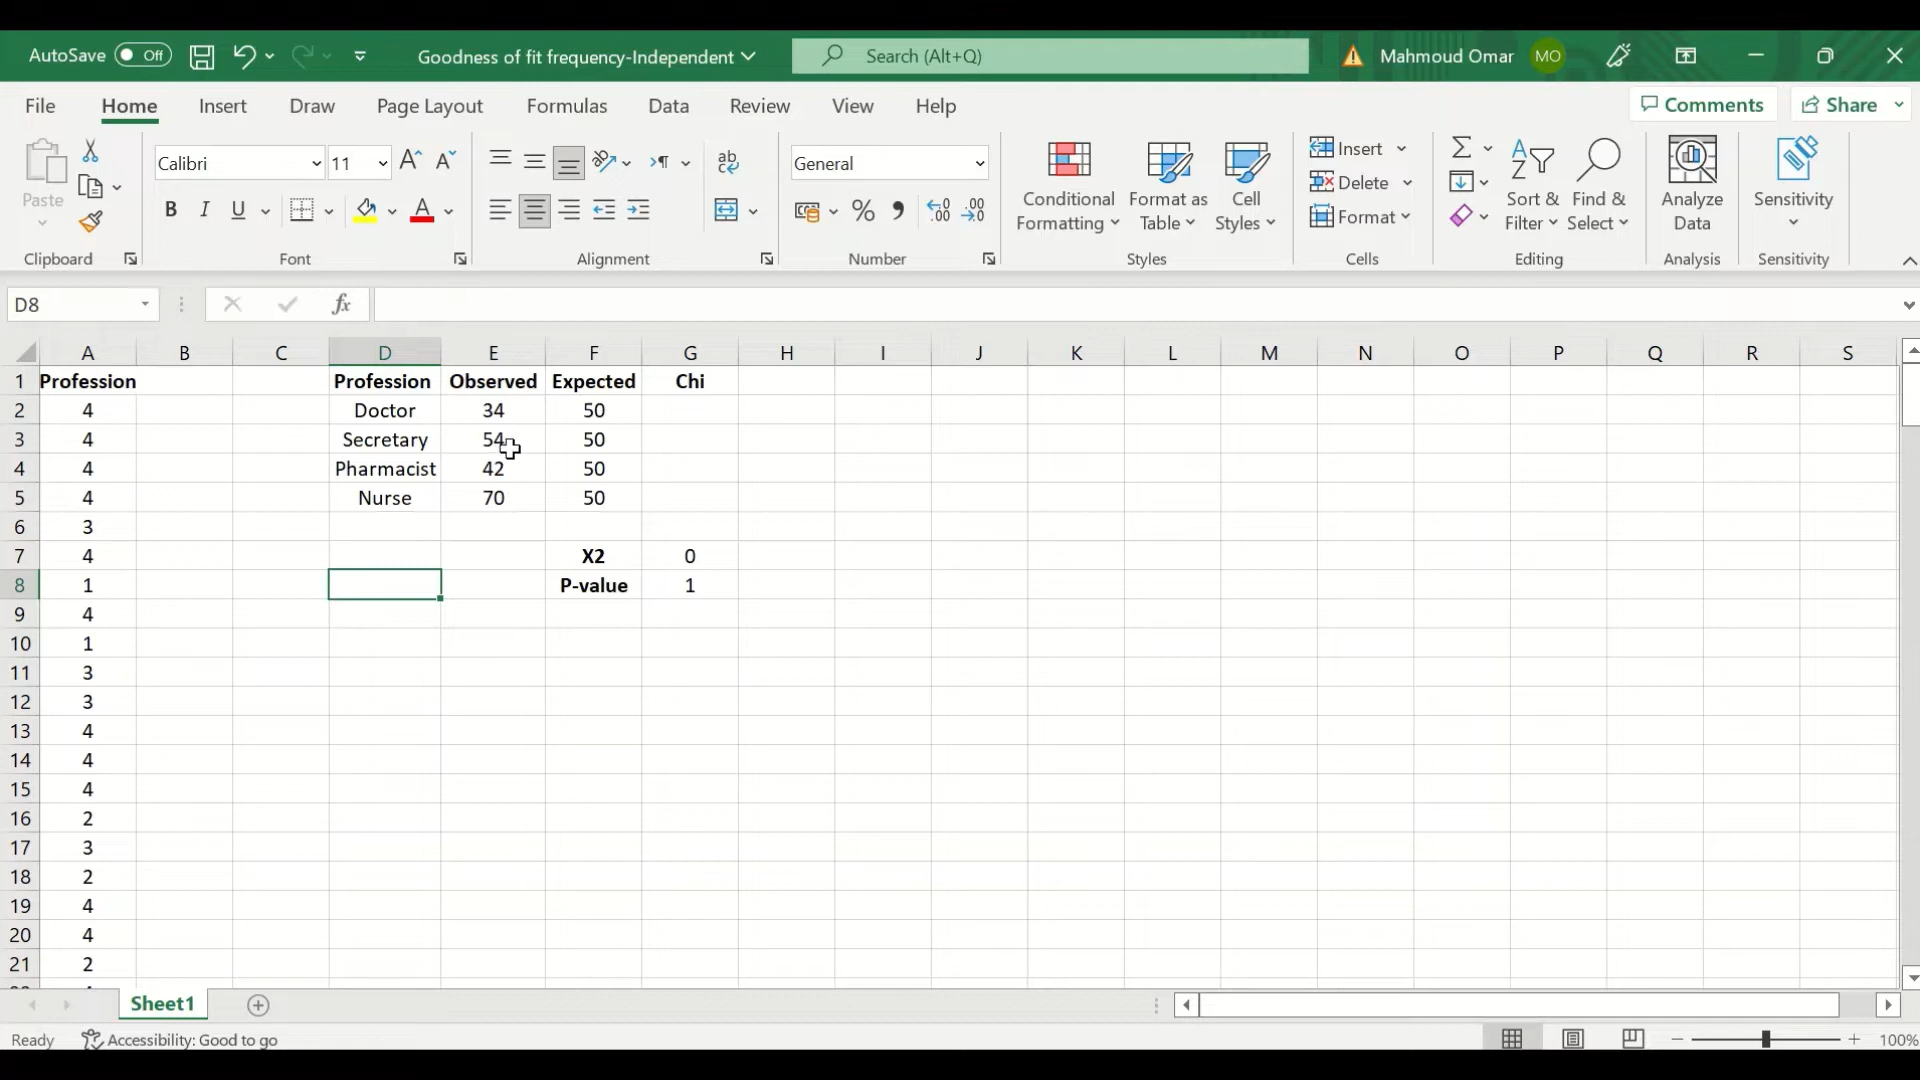 AutoSave Off Goodness of fit frequency-Independent Search (Alt+Q) Mahmoud Omar MO
File Home Insert Draw Page Layout Formulas Data Review View Help Comments Share
Paste
Clipboard
Calibri 11
B I U A
Font
ab
Alignment
General
% 9
.00
Number
Conditional Formatting
Format as Table
Cell Styles
Styles
Insert
Delete
Format
Cells
Sort & Filter
Find & Select
Editing
Analyze Data
Analysis
Sensitivity
Sensitivity
D8 fx
A B C D E F G H I J K L M N O P Q R S
1 Profession Profession Observed Expected Chi
2 4 Doctor 34 50
3 4 Secretary 54 50
4 4 Pharmacist 42 50
5 4 Nurse 70 50
6 3
7 4 X2 0
8 1 P-value 1
9 4
10 1
11 3
12 3
13 4
14 4
15 4
16 2
17 3
18 2
19 4
20 4
21 2
Sheet1
Ready Accessibility: Good to go 100%